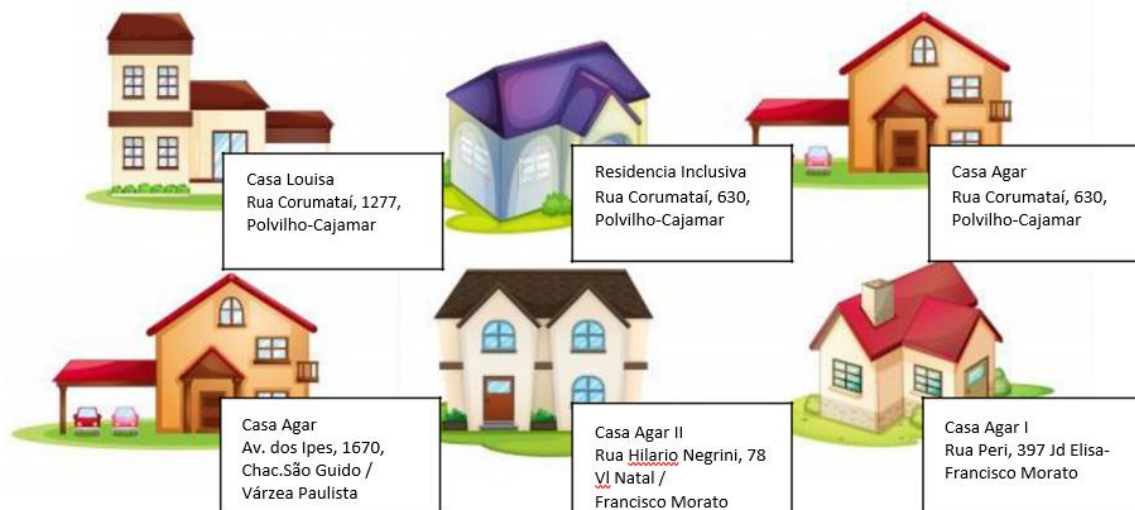 Casa Louisa
Rua Corumataí, 1277,
Polvilho-Cajamar
Residencia Inclusiva
Rua Corumataí, 630,
Polvilho-Cajamar
Casa Agar
Rua Corumataí, 630,
Polvilho-Cajamar
Casa Agar
Av. dos Ipes, 1670,
Chac.São Guido /
Várzea Paulista
Casa Agar II
Rua Hilario Negrini, 78
Vl Natal /
Francisco Morato
Casa Agar I
Rua Peri, 397 Jd Elisa-
Francisco Morato